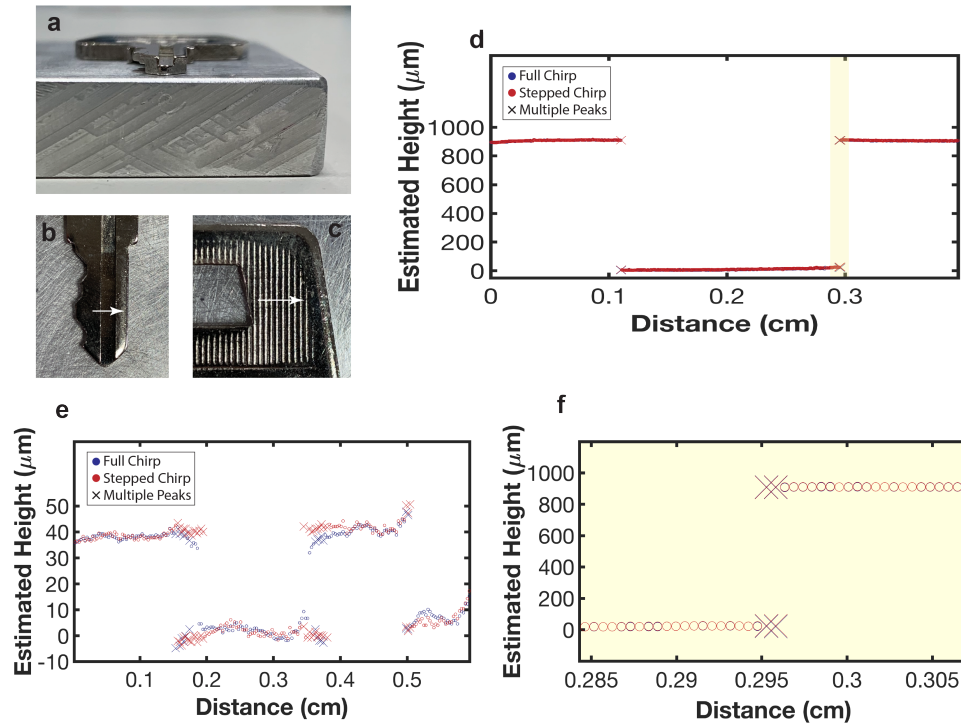 a
b
c
d
Estimated Height (μm)
Full Chirp
Stepped Chirp
Multiple Peaks
1000
800
600
400
200
0
0
0.1
0.2
0.3
Distance (cm)
e
Estimated Height (μm)
Full Chirp
Stepped Chirp
Multiple Peaks
50
40
30
20
10
0
-10
0.1
0.2
0.3
0.4
0.5
Distance (cm)
f
Estimated Height (μm)
1000
800
600
400
200
0
0.285
0.29
0.295
0.3
0.305
Distance (cm)